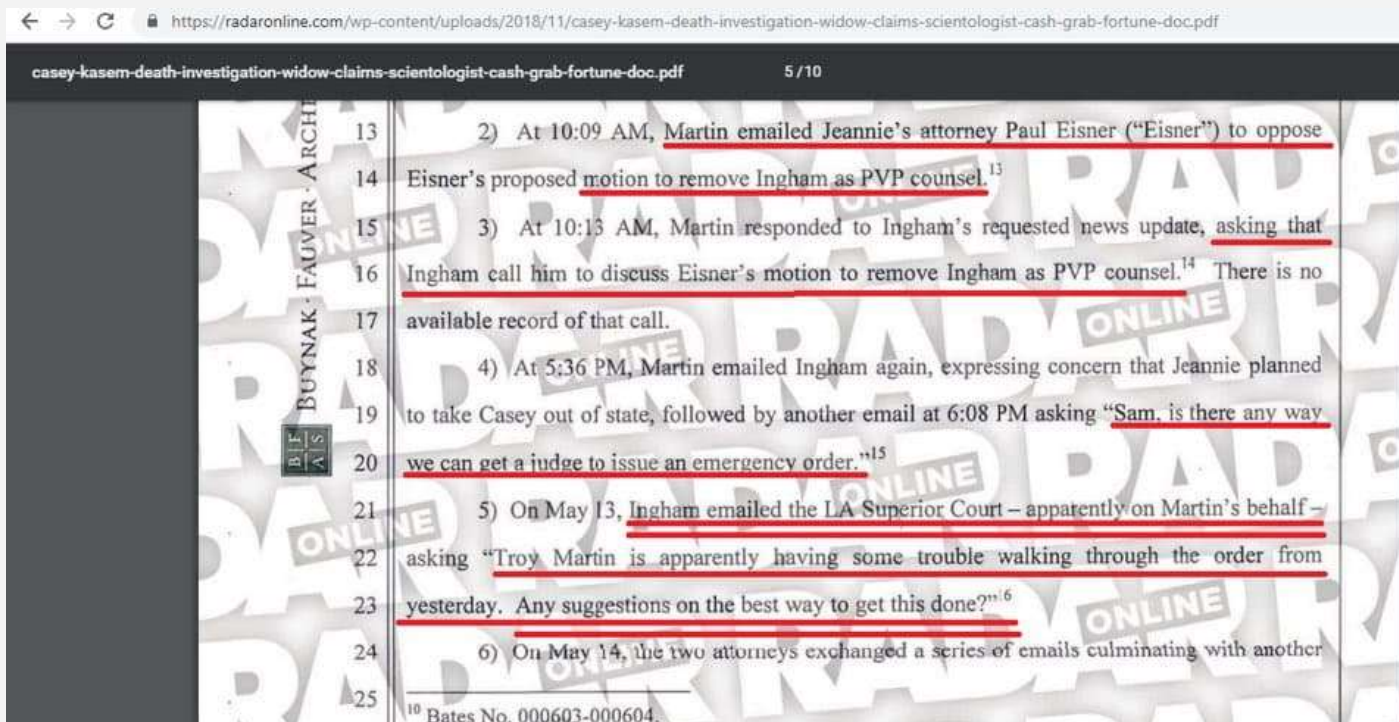 https://radaronline.com/wp-content/uploads/2018/11/casey-kasem-death-investigation-widow-claims-scientologist-cash-grab-fortune-doc.pdf
casey-kasem-death-investigation-widow-claims-scientologist-cash-grab-fortune-doc.pdf 5 / 10
BUYNAK · FAUVER · ARCHI
B F
A S
13 2) At 10:09 AM, Martin emailed Jeannie's attorney Paul Eisner ("Eisner") to oppose
14 Eisner's proposed motion to remove Ingham as PVP counsel.13
15 3) At 10:13 AM, Martin responded to Ingham's requested news update, asking that
16 Ingham call him to discuss Eisner's motion to remove Ingham as PVP counsel.14 There is no
17 available record of that call.
18 4) At 5:36 PM, Martin emailed Ingham again, expressing concern that Jeannie planned
19 to take Casey out of state, followed by another email at 6:08 PM asking "Sam, is there any way
20 we can get a judge to issue an emergency order."15
21 5) On May 13, Ingham emailed the LA Superior Court – apparently on Martin's behalf –
22 asking "Troy Martin is apparently having some trouble walking through the order from
23 yesterday. Any suggestions on the best way to get this done?"16
24 6) On May 14, the two attorneys exchanged a series of emails culminating with another
25
10 Bates No. 000603-000604.
RADAR ONLINE